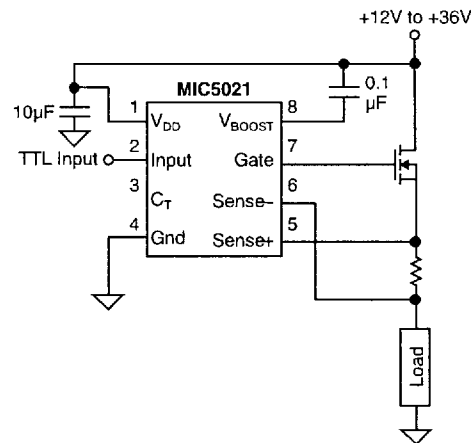 +12V to +36V
MIC5021
0.1
µF
10µF
1
8
V_DD
V_BOOST
TTL Input
2
Input
7
Gate
3
C_T
6
Sense−
4
Gnd
5
Sense+
Load